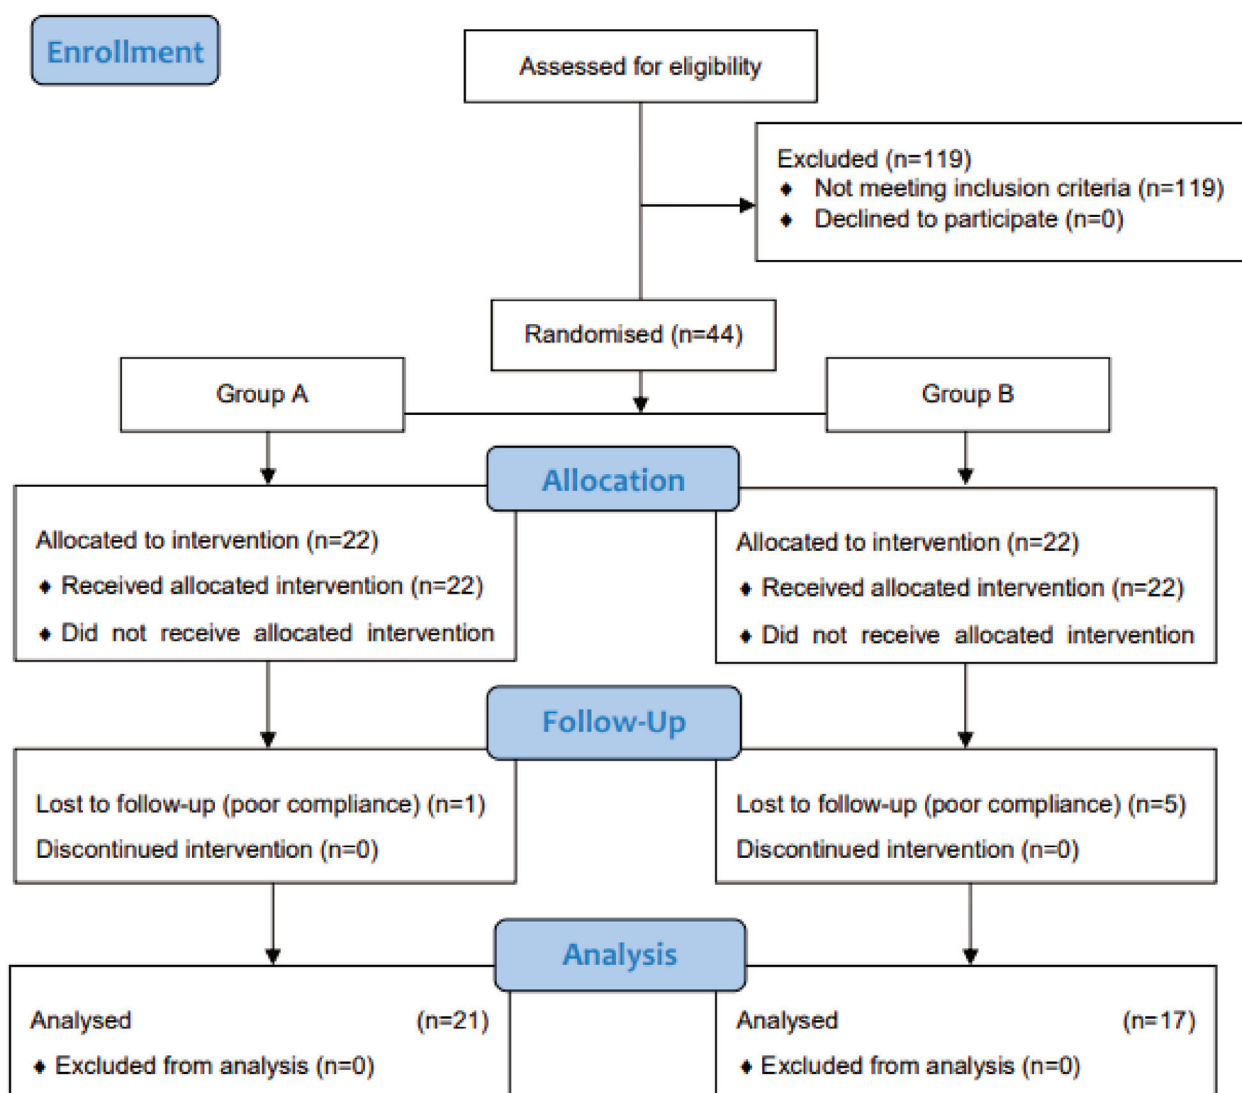 Enrollment
Assessed for eligibility
Excluded (n=119)
♦ Not meeting inclusion criteria (n=119)
♦ Declined to participate (n=0)
Randomised (n=44)
Group A
Group B
Allocation
Allocated to intervention (n=22)
♦ Received allocated intervention (n=22)
♦ Did not receive allocated intervention
Allocated to intervention (n=22)
♦ Received allocated intervention (n=22)
♦ Did not receive allocated intervention
Follow-Up
Lost to follow-up (poor compliance) (n=1)
Discontinued intervention (n=0)
Lost to follow-up (poor compliance) (n=5)
Discontinued intervention (n=0)
Analysis
Analysed (n=21)
♦ Excluded from analysis (n=0)
Analysed (n=17)
♦ Excluded from analysis (n=0)